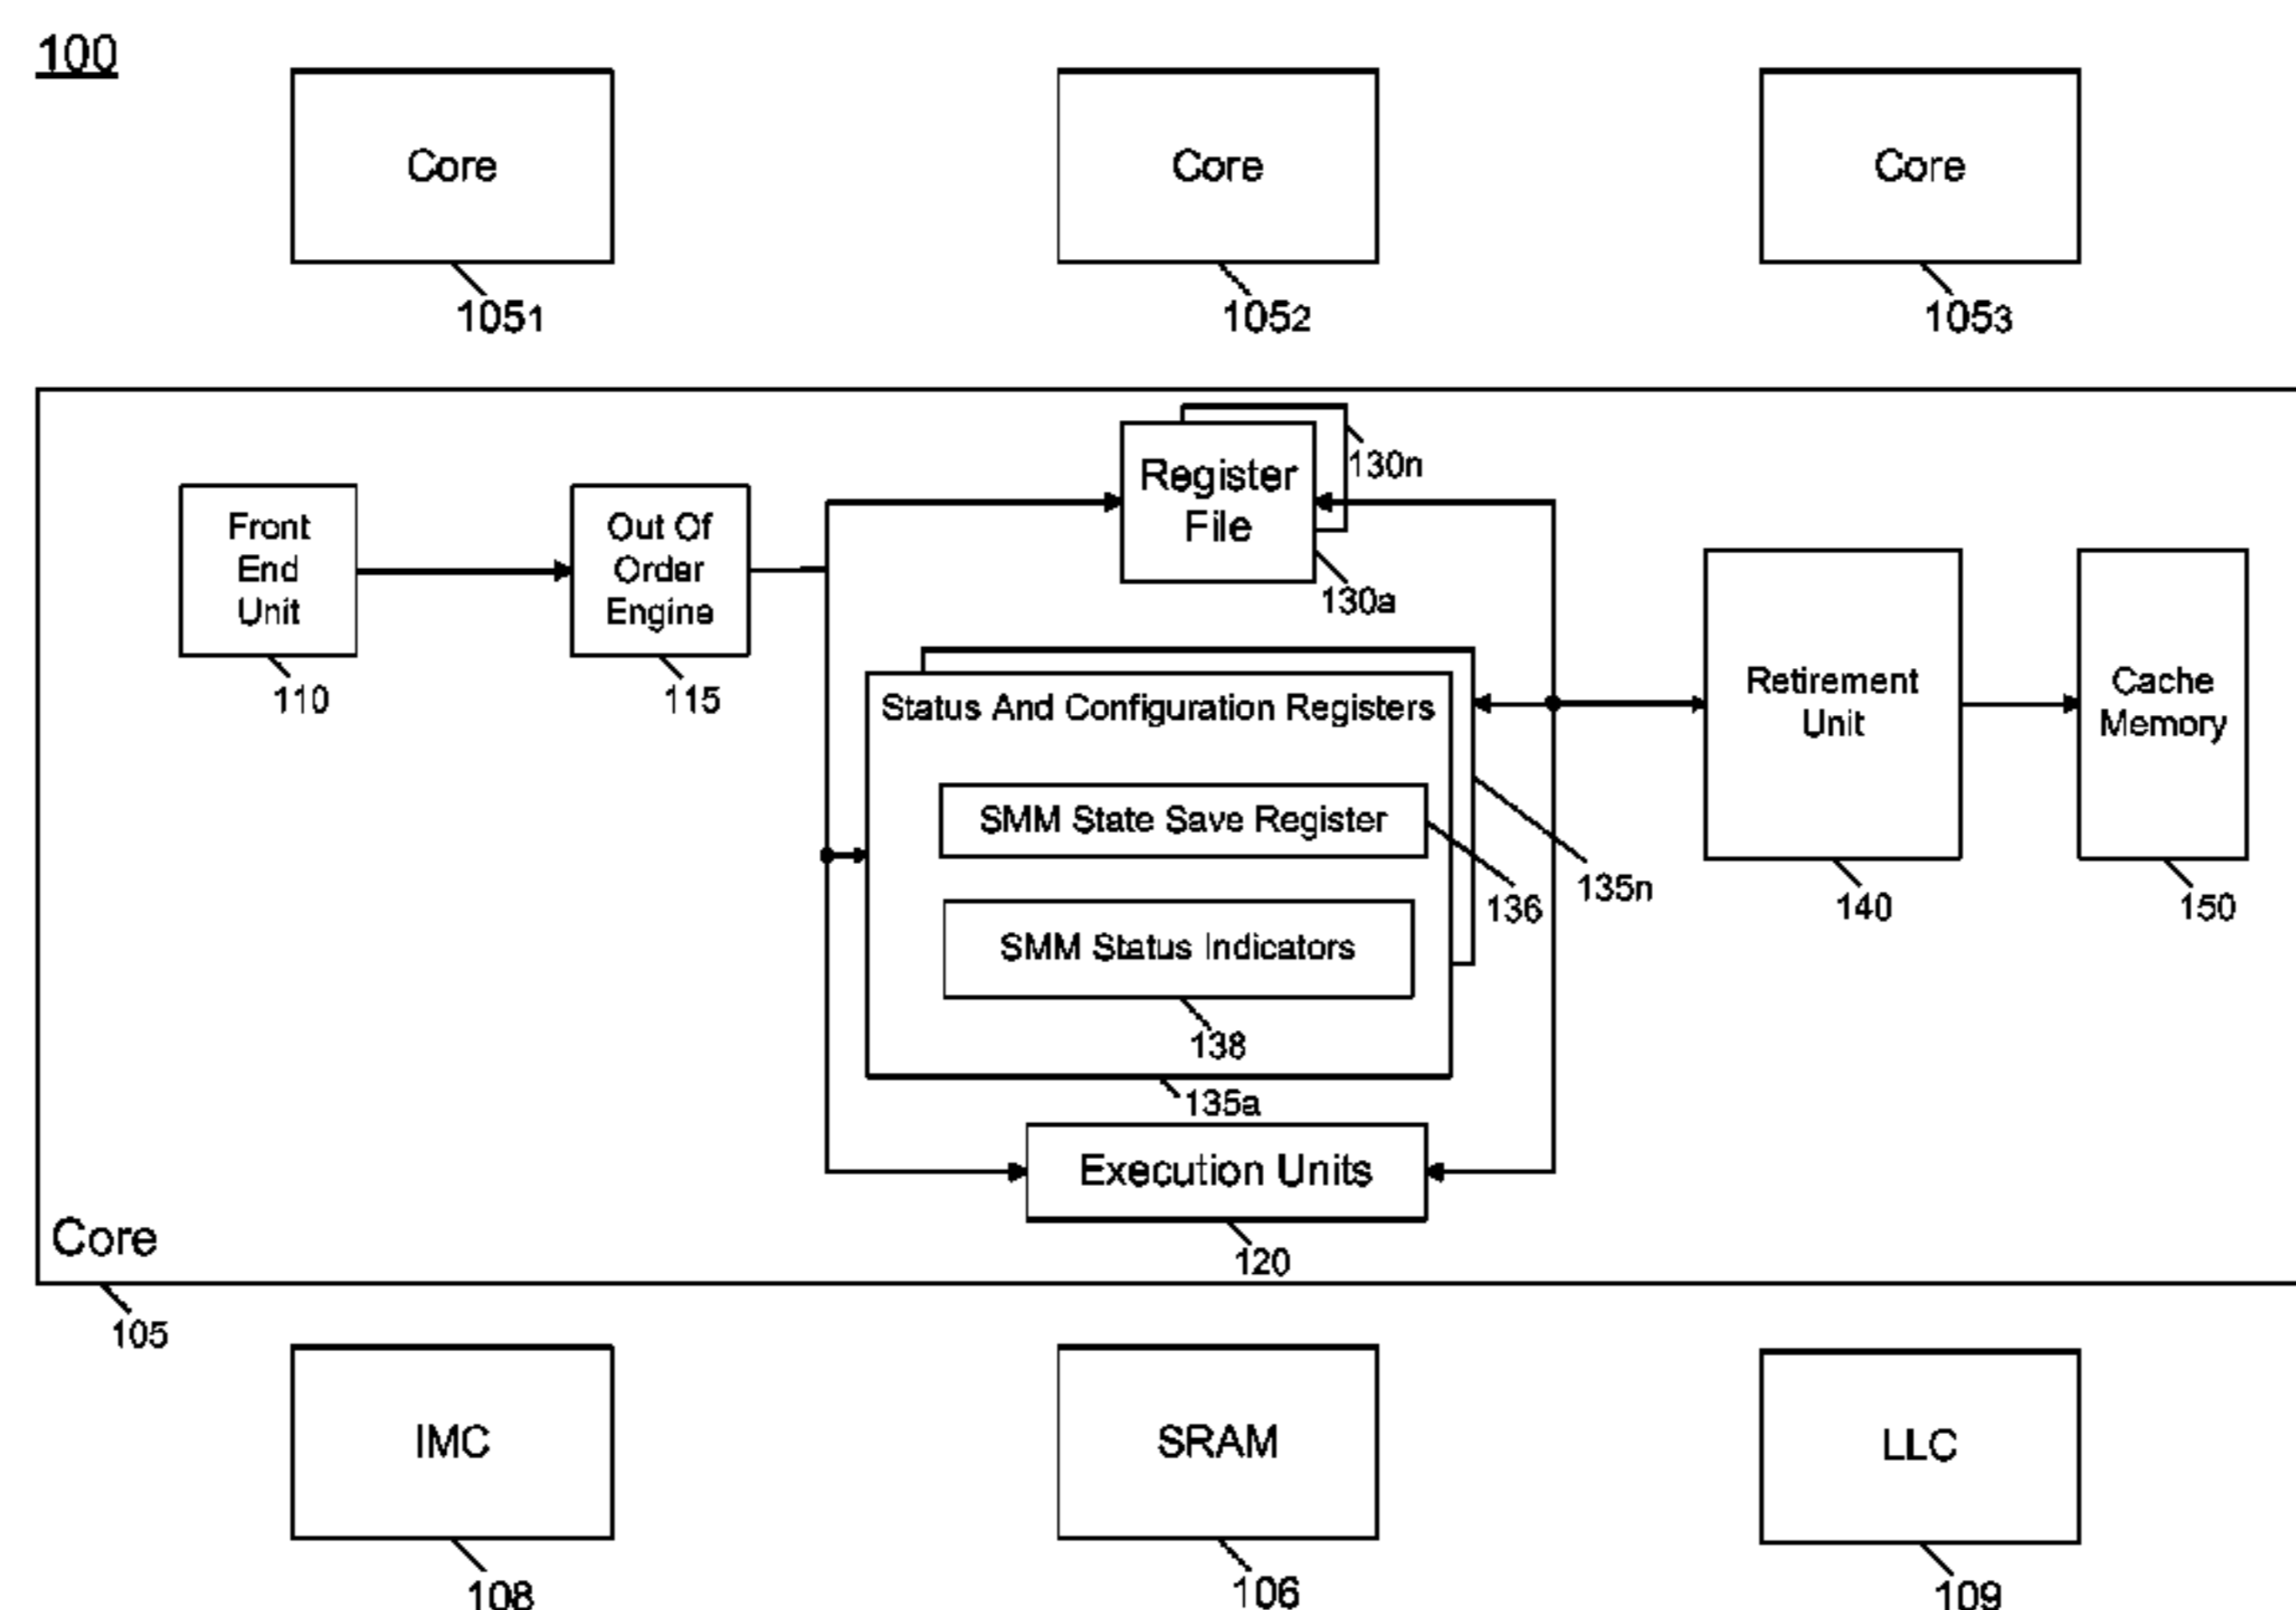 100
Core
Core
Core
105₁
105₂
105₃
130n
Register
File
130a
Front
End
Unit
110
Out Of
Order
Engine
115
Status And Configuration Registers
SMM State Save Register
136
135n
SMM Status Indicators
138
135a
Execution Units
120
Retirement
Unit
140
Cache
Memory
150
Core
105
IMC
SRAM
LLC
108
106
109